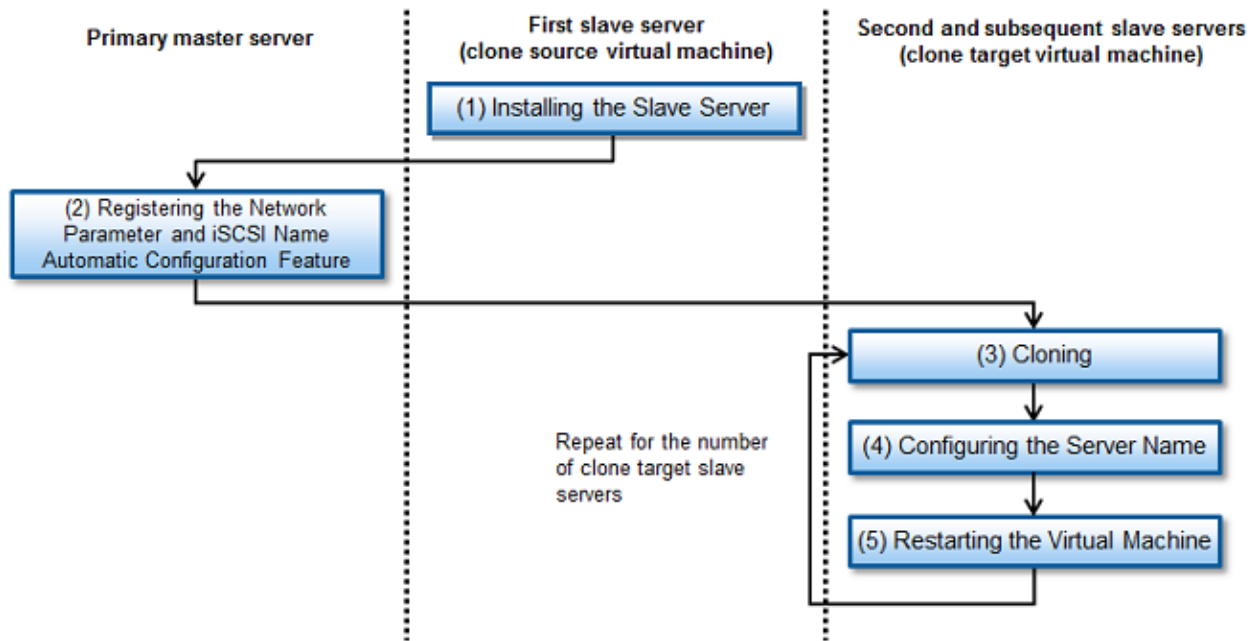 Primary master server
First slave server
(clone source virtual machine)
Second and subsequent slave servers
(clone target virtual machine)
(1) Installing the Slave Server
(2) Registering the Network
Parameter and iSCSI Name
Automatic Configuration Feature
(3) Cloning
Repeat for the number
of clone target slave
servers
(4) Configuring the Server Name
(5) Restarting the Virtual Machine